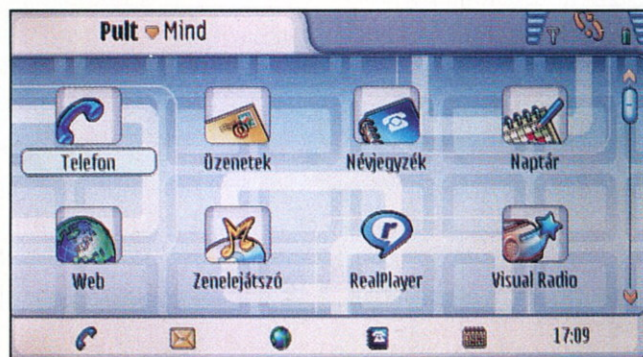 Pult Mind
Telefon Üzenetek Névjegyzék Naptár
Web Zenelejátszó RealPlayer Visual Radio
17:09